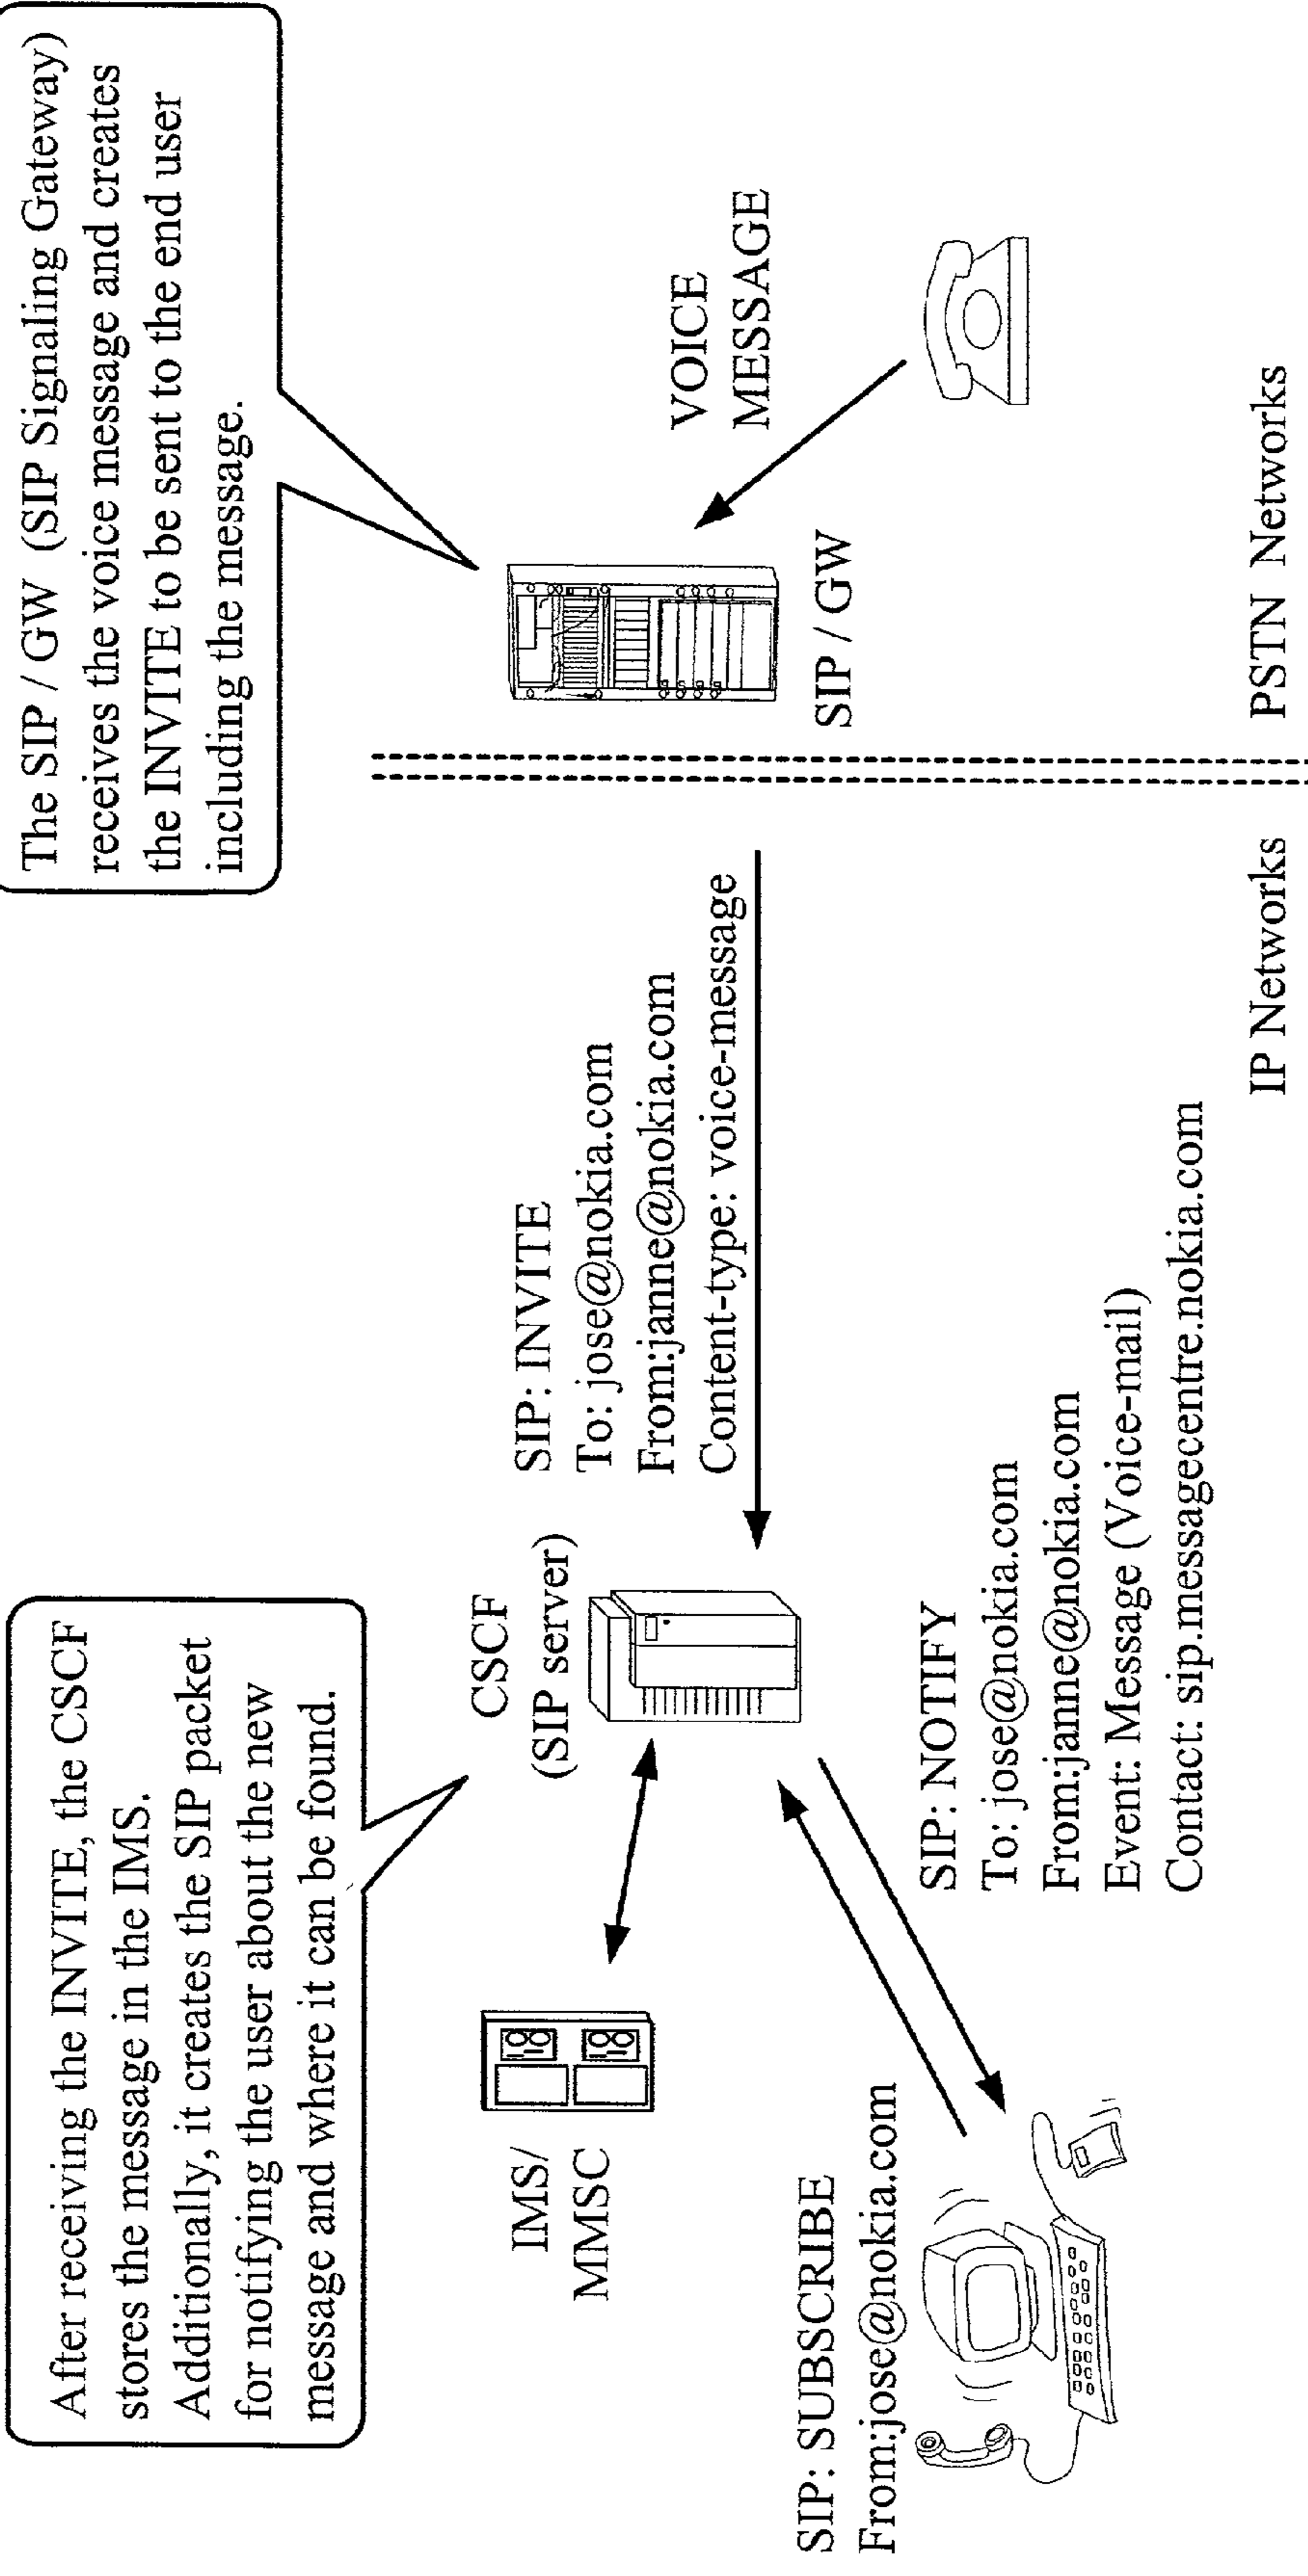 After receiving the INVITE, the CSCF
stores the message in the IMS.
Additionally, it creates the SIP packet
for notifying the user about the new
message and where it can be found.
The SIP / GW (SIP Signaling Gateway)
receives the voice message and creates
the INVITE to be sent to the end user
including the message.
IMS/
MMSC
CSCF
(SIP server)
SIP: INVITE
To: jose@nokia.com
From:janne@nokia.com
Content-type: voice-message
VOICE
MESSAGE
SIP / GW
SIP: SUBSCRIBE
From:jose@nokia.com
SIP: NOTIFY
To: jose@nokia.com
From:janne@nokia.com
Event: Message (Voice-mail)
Contact: sip.messagecentre.nokia.com
IP Networks
PSTN Networks